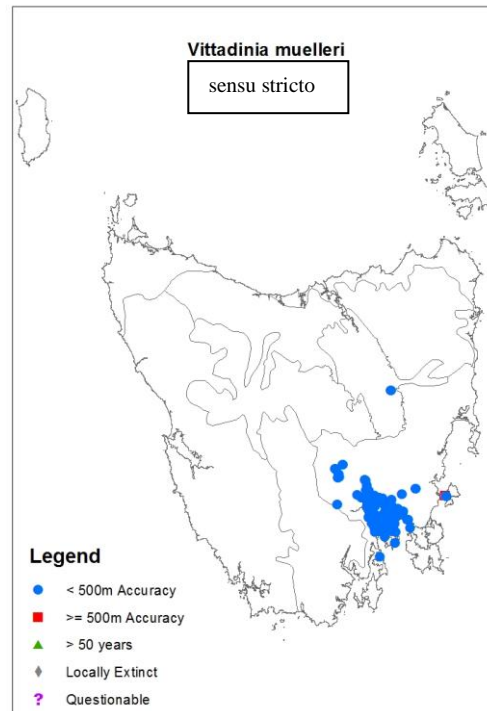 Vittadinia muelleri
sensu stricto
Legend
< 500m Accuracy
>= 500m Accuracy
> 50 years
Locally Extinct
? Questionable